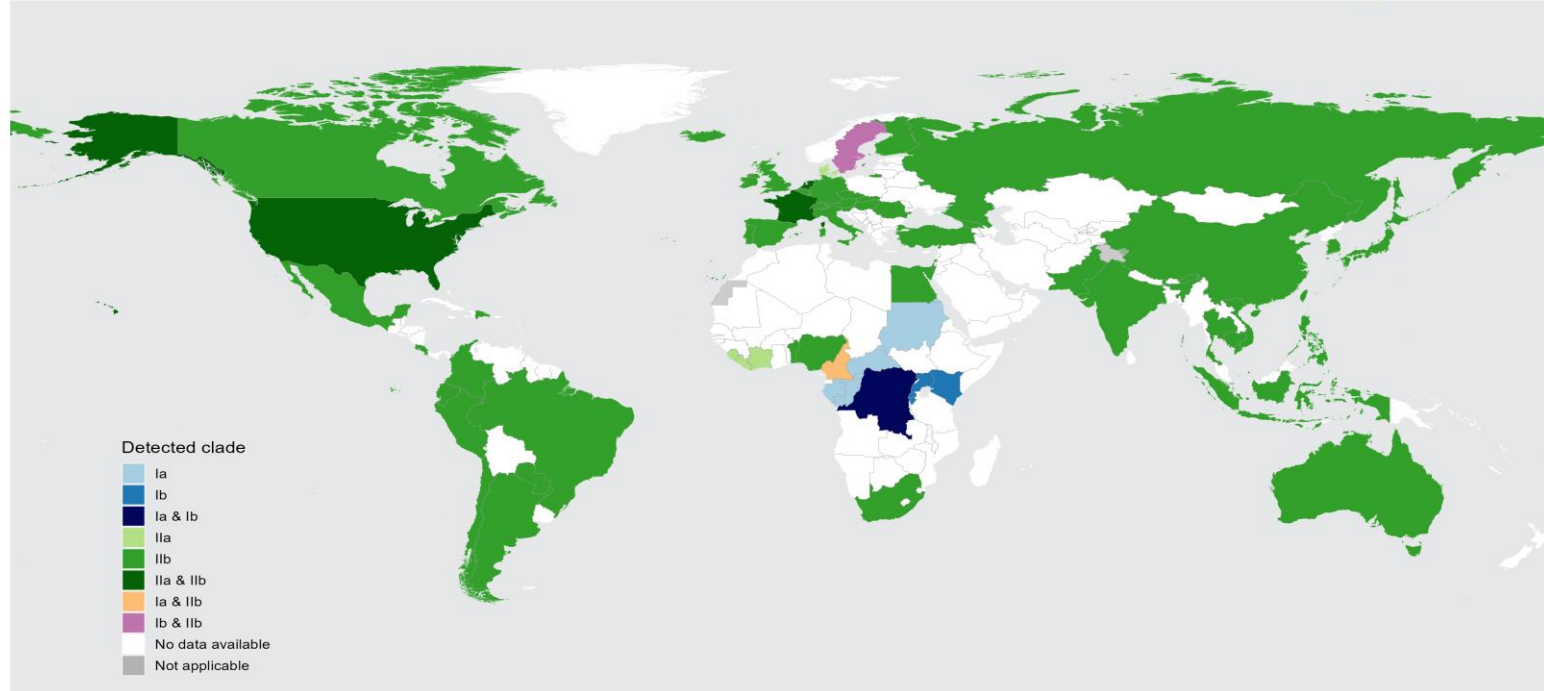 Detected clade
Ia
Ib
Ia & Ib
IIa
IIb
IIa & IIb
Ia & IIb
Ib & IIb
No data available
Not applicable